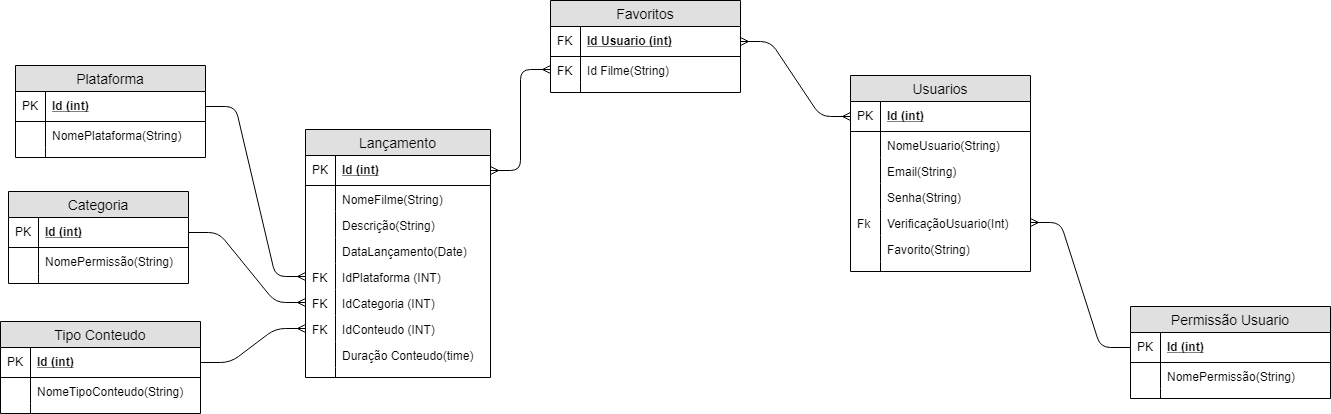 Plataforma
PK Id (int)
NomePlataforma(String)
Categoria
PK Id (int)
NomePermissão(String)
Tipo Conteudo
PK Id (int)
NomeTipoConteudo(String)
Lançamento
PK Id (int)
NomeFilme(String)
Descrição(String)
DataLançamento(Date)
FK IdPlataforma (INT)
FK IdCategoria (INT)
FK IdConteudo (INT)
Duração Conteudo(time)
Favoritos
FK Id Usuario (int)
FK Id Filme(String)
Usuarios
PK Id (int)
NomeUsuario(String)
Email(String)
Senha(String)
Fk VerificaçãoUsuario(Int)
Favorito(String)
Permissão Usuario
PK Id (int)
NomePermissão(String)